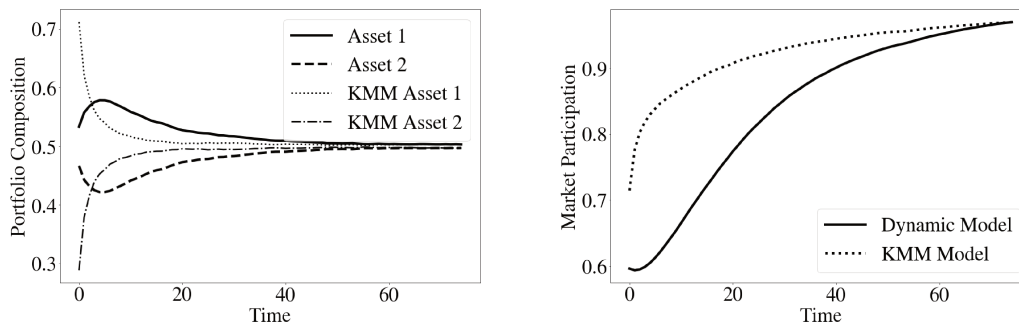 Portfolio Composition
0.7
0.6
0.5
0.4
0.3
0
20
40
60
Time
Asset 1
Asset 2
KMM Asset 1
KMM Asset 2
Market Participation
0.9
0.8
0.7
0.6
0
20
40
60
Time
Dynamic Model
KMM Model